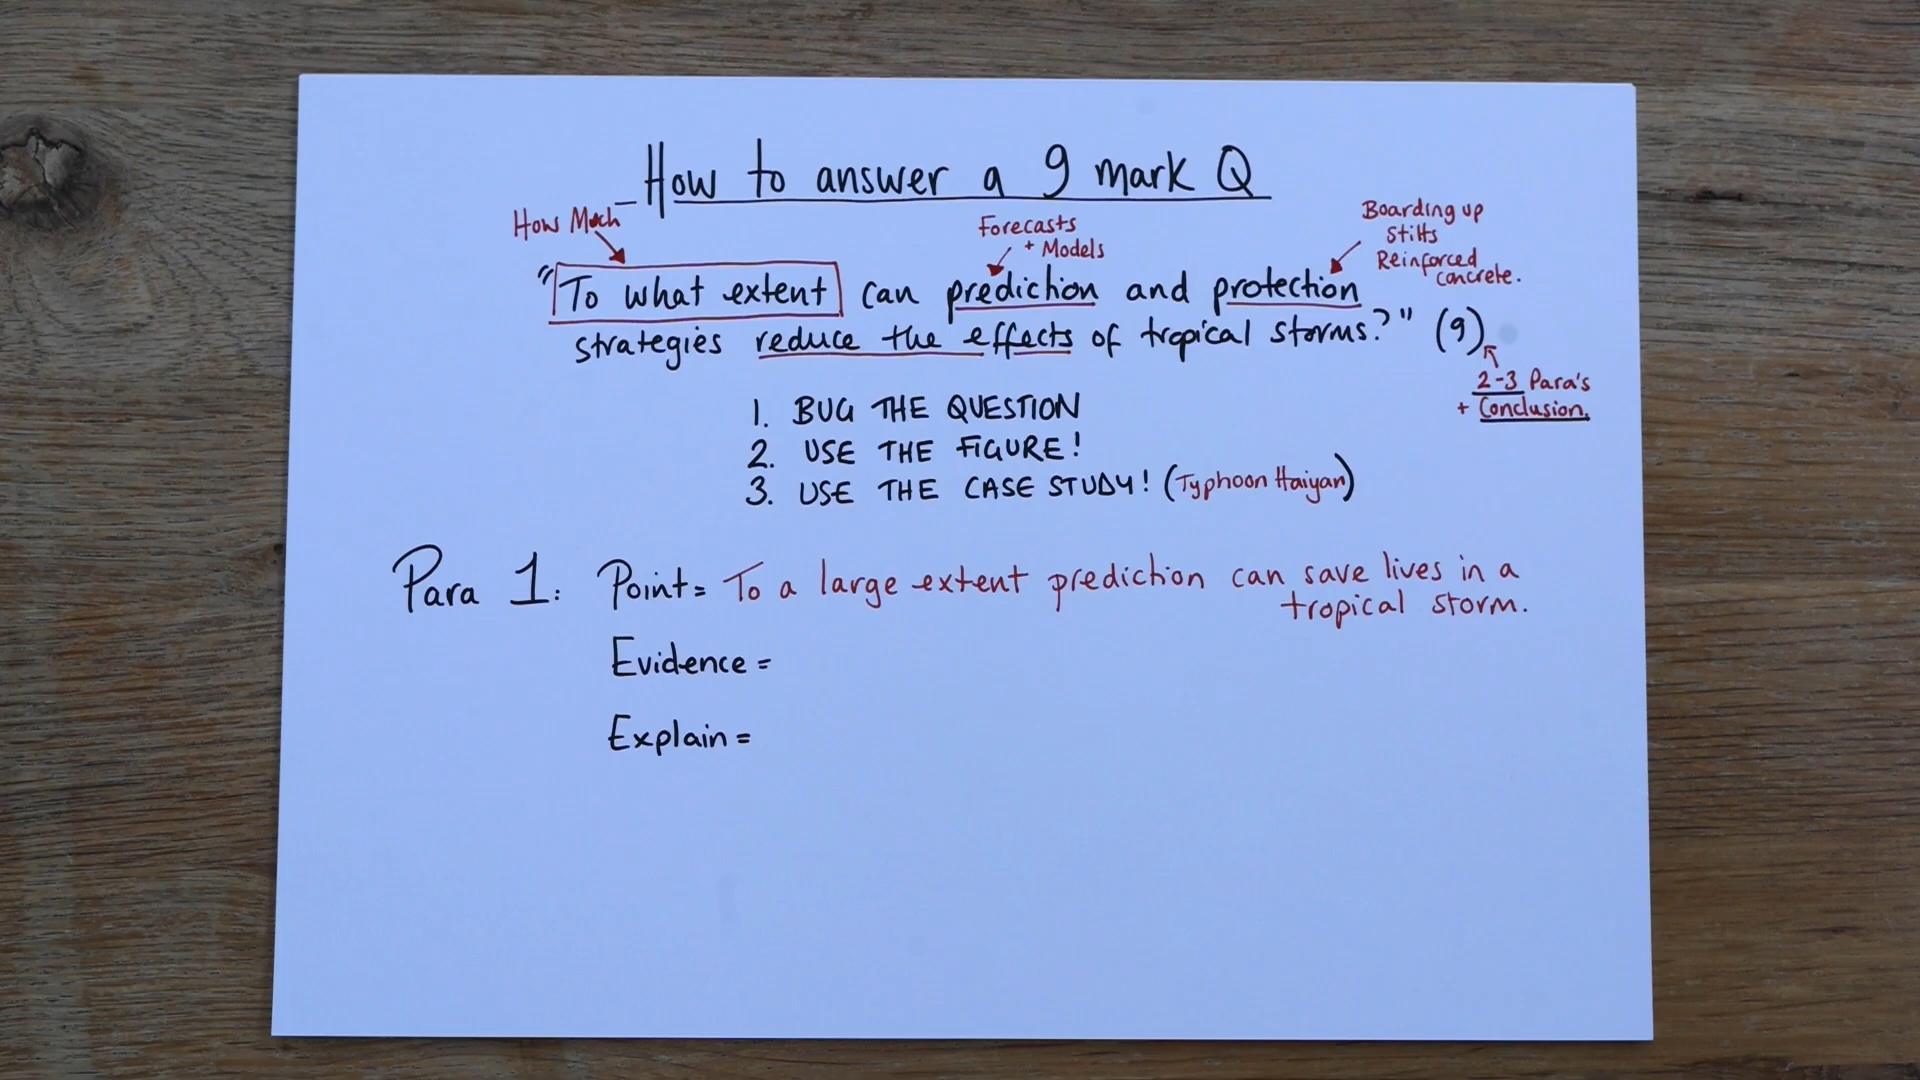 How to answer a 9 mark Q
How Much
Forecasts
+ Models
Boarding up
Stilts
Reinforced
concrete.
"To what extent can prediction and protection
strategies reduce the effects of tropical storms?" (9)
2-3 Para's
+ Conclusion.
1. BUG THE QUESTION
2. USE THE FIGURE!
3. USE THE CASE STUDY! (Typhoon Haiyan)
Para 1: Point= To a large extent prediction can save lives in a
tropical storm.
Evidence =
Explain =